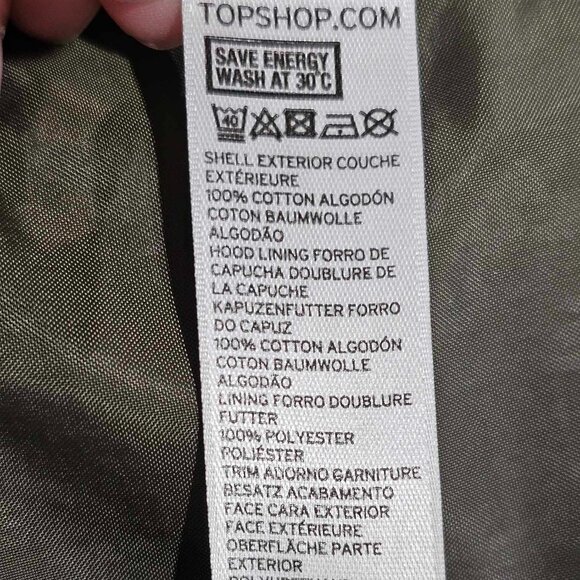 TOPSHOP.COM
SAVE ENERGY
WASH AT 30°C
40
SHELL EXTERIOR COUCHE
EXTÉRIEURE
100% COTTON ALGODÓN
COTON BAUMWOLLE
ALGODÃO
HOOD LINING FORRO DE
CAPUCHA DOUBLURE DE
LA CAPUCHE
KAPUZENFUTTER FORRO
DO CAPUZ
100% COTTON ALGODÓN
COTON BAUMWOLLE
ALGODÃO
LINING FORRO DOUBLURE
FUTTER
100% POLYESTER
POLIÉSTER
TRIM ADORNO GARNITURE
BESATZ ACABAMENTO
FACE CARA EXTERIOR
FACE EXTÉRIEURE
OBERFLÄCHE PARTE
EXTERIOR